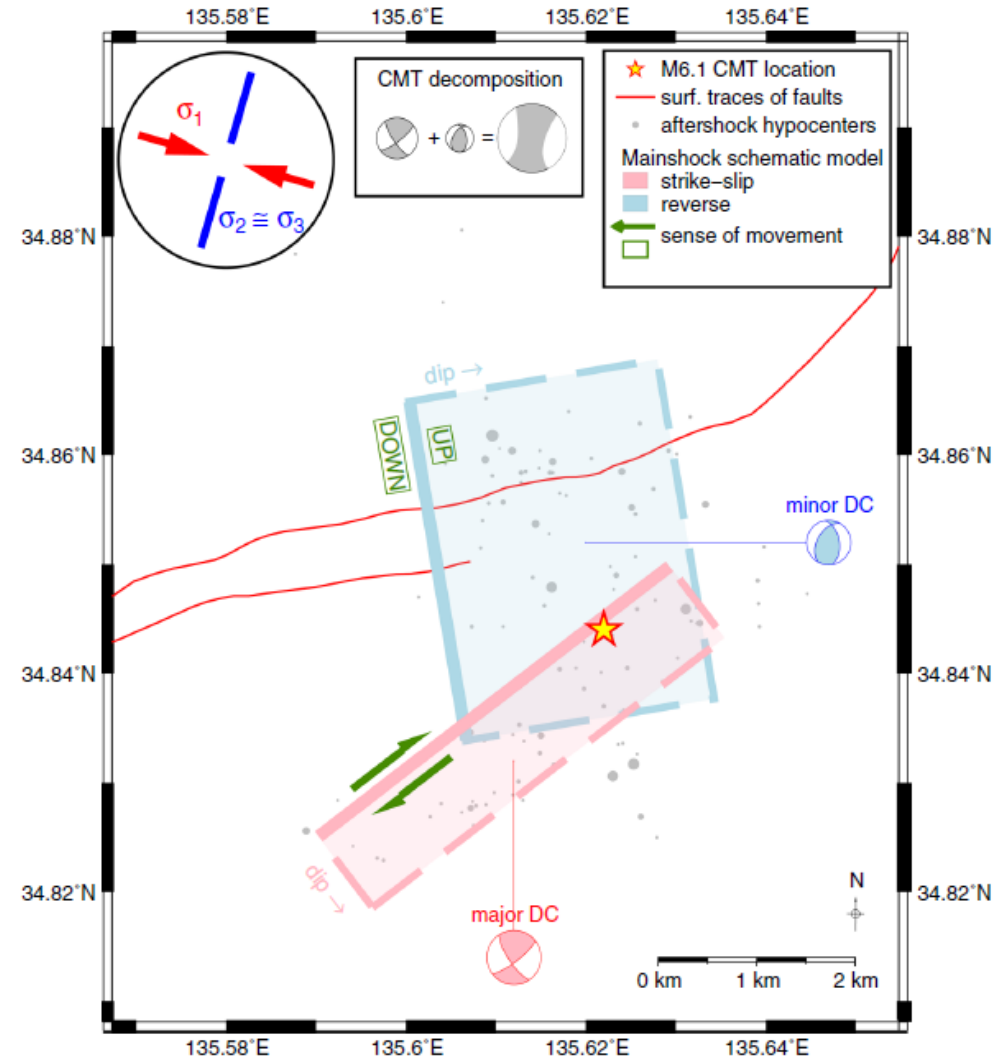 135.58˚E 135.6˚E 135.62˚E 135.64˚E
σ1
σ2 ≅ σ3
CMT decomposition
+ =
M6.1 CMT location
surf. traces of faults
aftershock hypocenters
Mainshock schematic model
strike–slip
reverse
sense of movement
34.88˚N 34.88˚N
dip →
DOWN
UP
34.86˚N 34.86˚N
minor DC
34.84˚N 34.84˚N
dip →
34.82˚N 34.82˚N
major DC
N
0 km 1 km 2 km
135.58˚E 135.6˚E 135.62˚E 135.64˚E